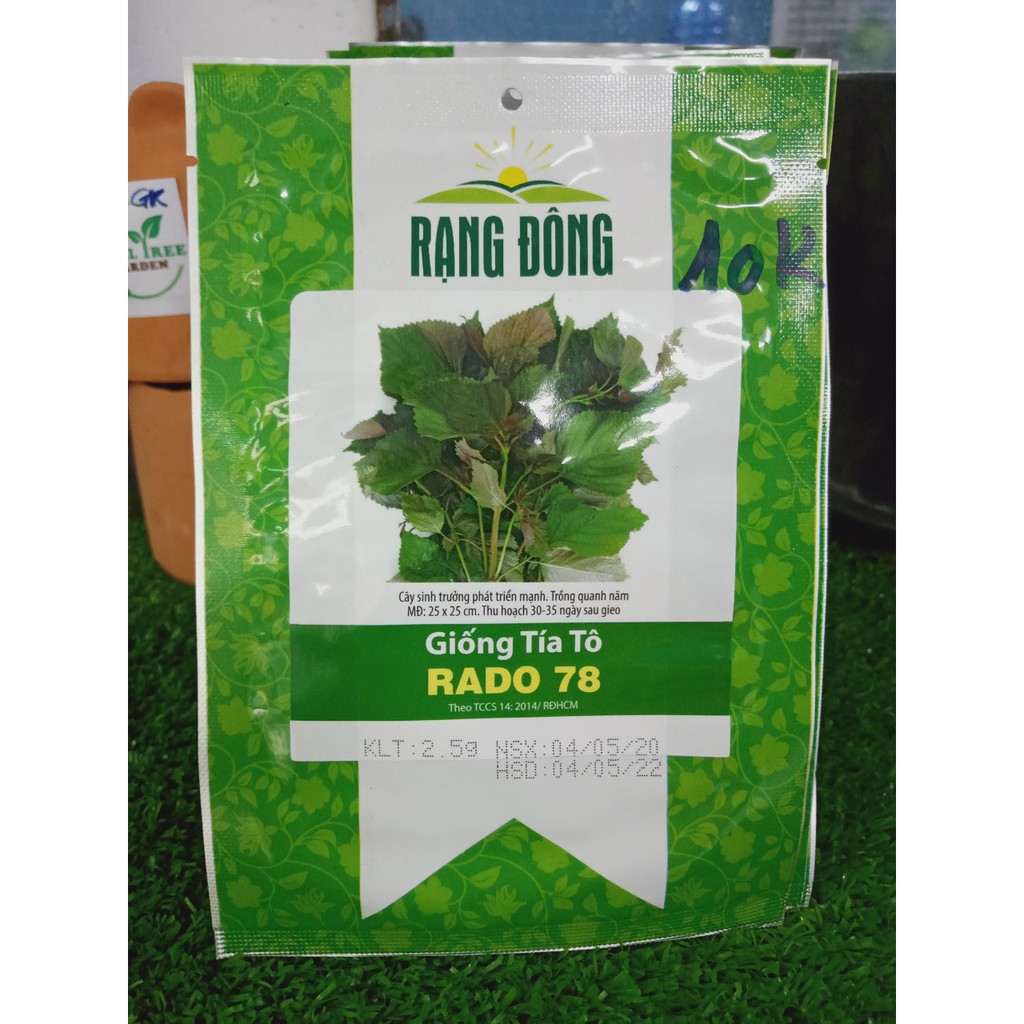 RẠNG ĐÔNG
10K
GK
TREE
Cây sinh trưởng phát triển mạnh. Trồng quanh năm
MĐ: 25 x 25 cm. Thu hoạch 30-35 ngày sau gieo
Giống Tía Tô
RADO 78
Theo TCCS 14: 2014/ RĐHCM
KLT:2.5g NSX:04/05/20
HSD:04/05/22